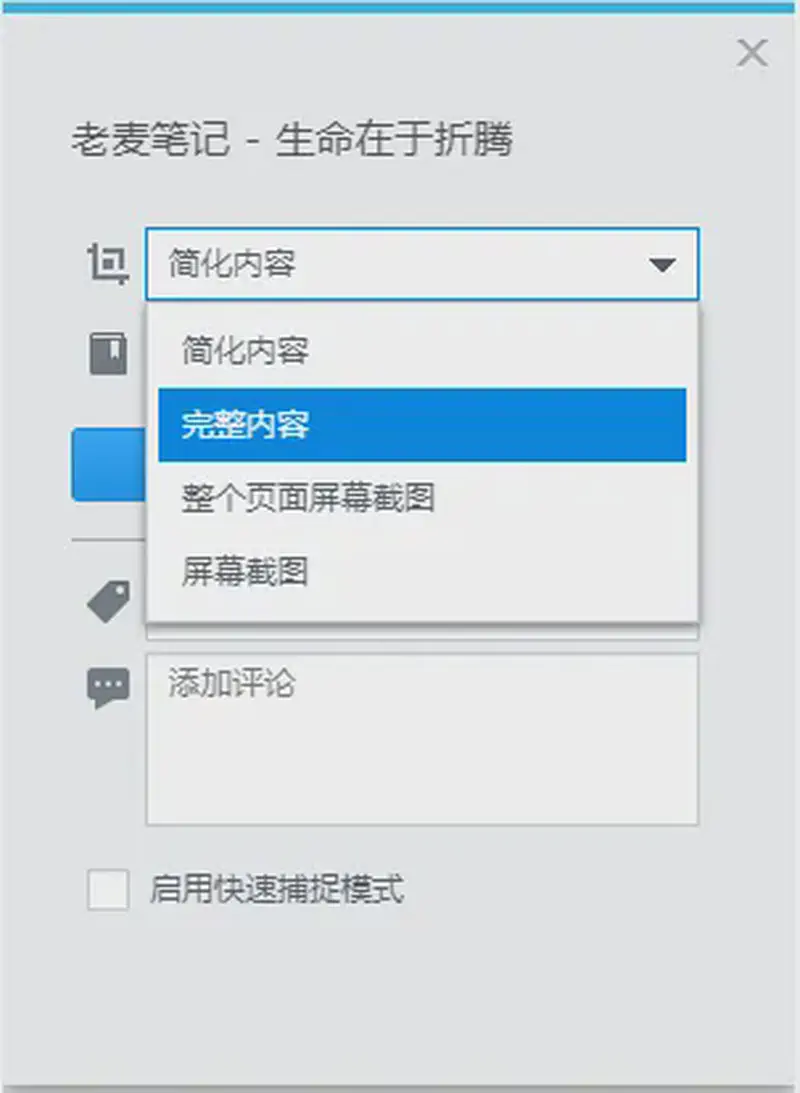 老麦笔记 - 生命在于折腾
简化内容
简化内容
完整内容
整个页面屏幕截图
屏幕截图
添加评论
启用快速捕捉模式